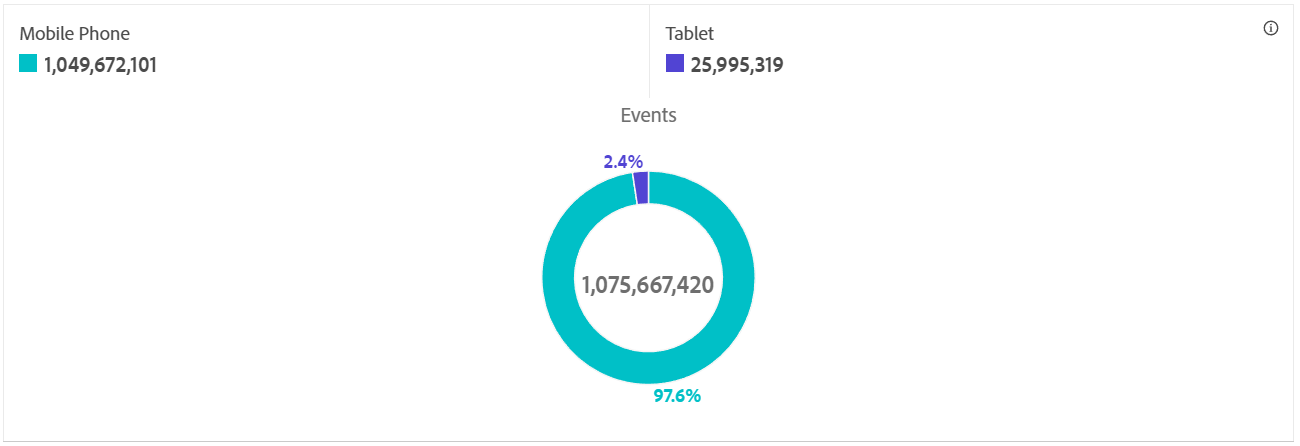 Mobile Phone
1,049,672,101
Tablet
25,995,319
Events
2.4%
1,075,667,420
97.6%